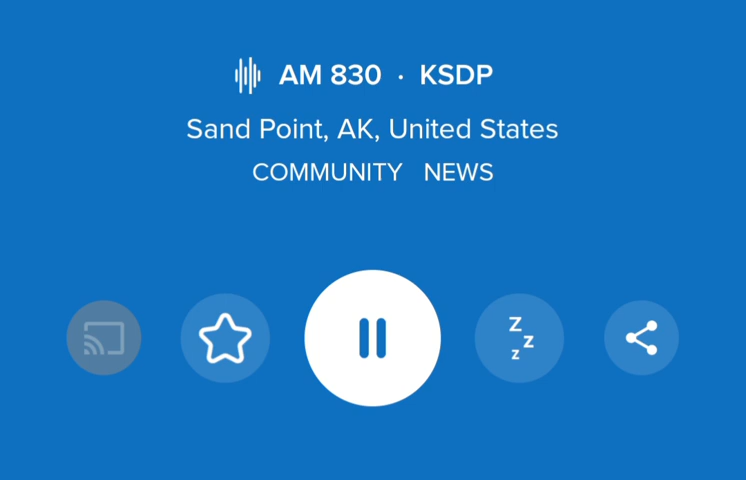 AM 830 · KSDP
Sand Point, AK, United States
COMMUNITY NEWS
z
z
z